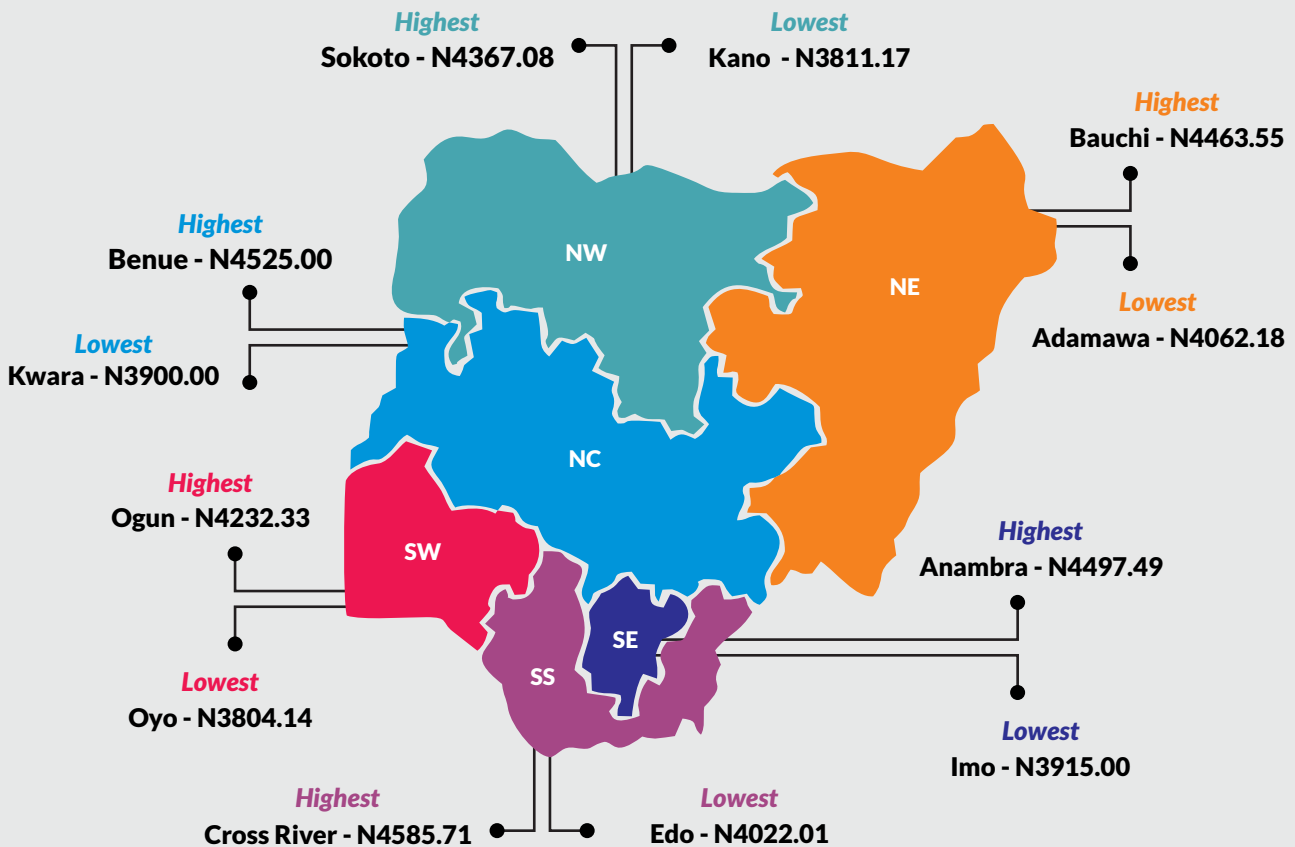 Highest
Sokoto - N4367.08
Lowest
Kano - N3811.17
Highest
Bauchi - N4463.55
Lowest
Adamawa - N4062.18
Highest
Benue - N4525.00
Lowest
Kwara - N3900.00
NW
NE
NC
Highest
Ogun - N4232.33
Lowest
Oyo - N3804.14
SW
SE
SS
Highest
Anambra - N4497.49
Lowest
Imo - N3915.00
Highest
Cross River - N4585.71
Lowest
Edo - N4022.01